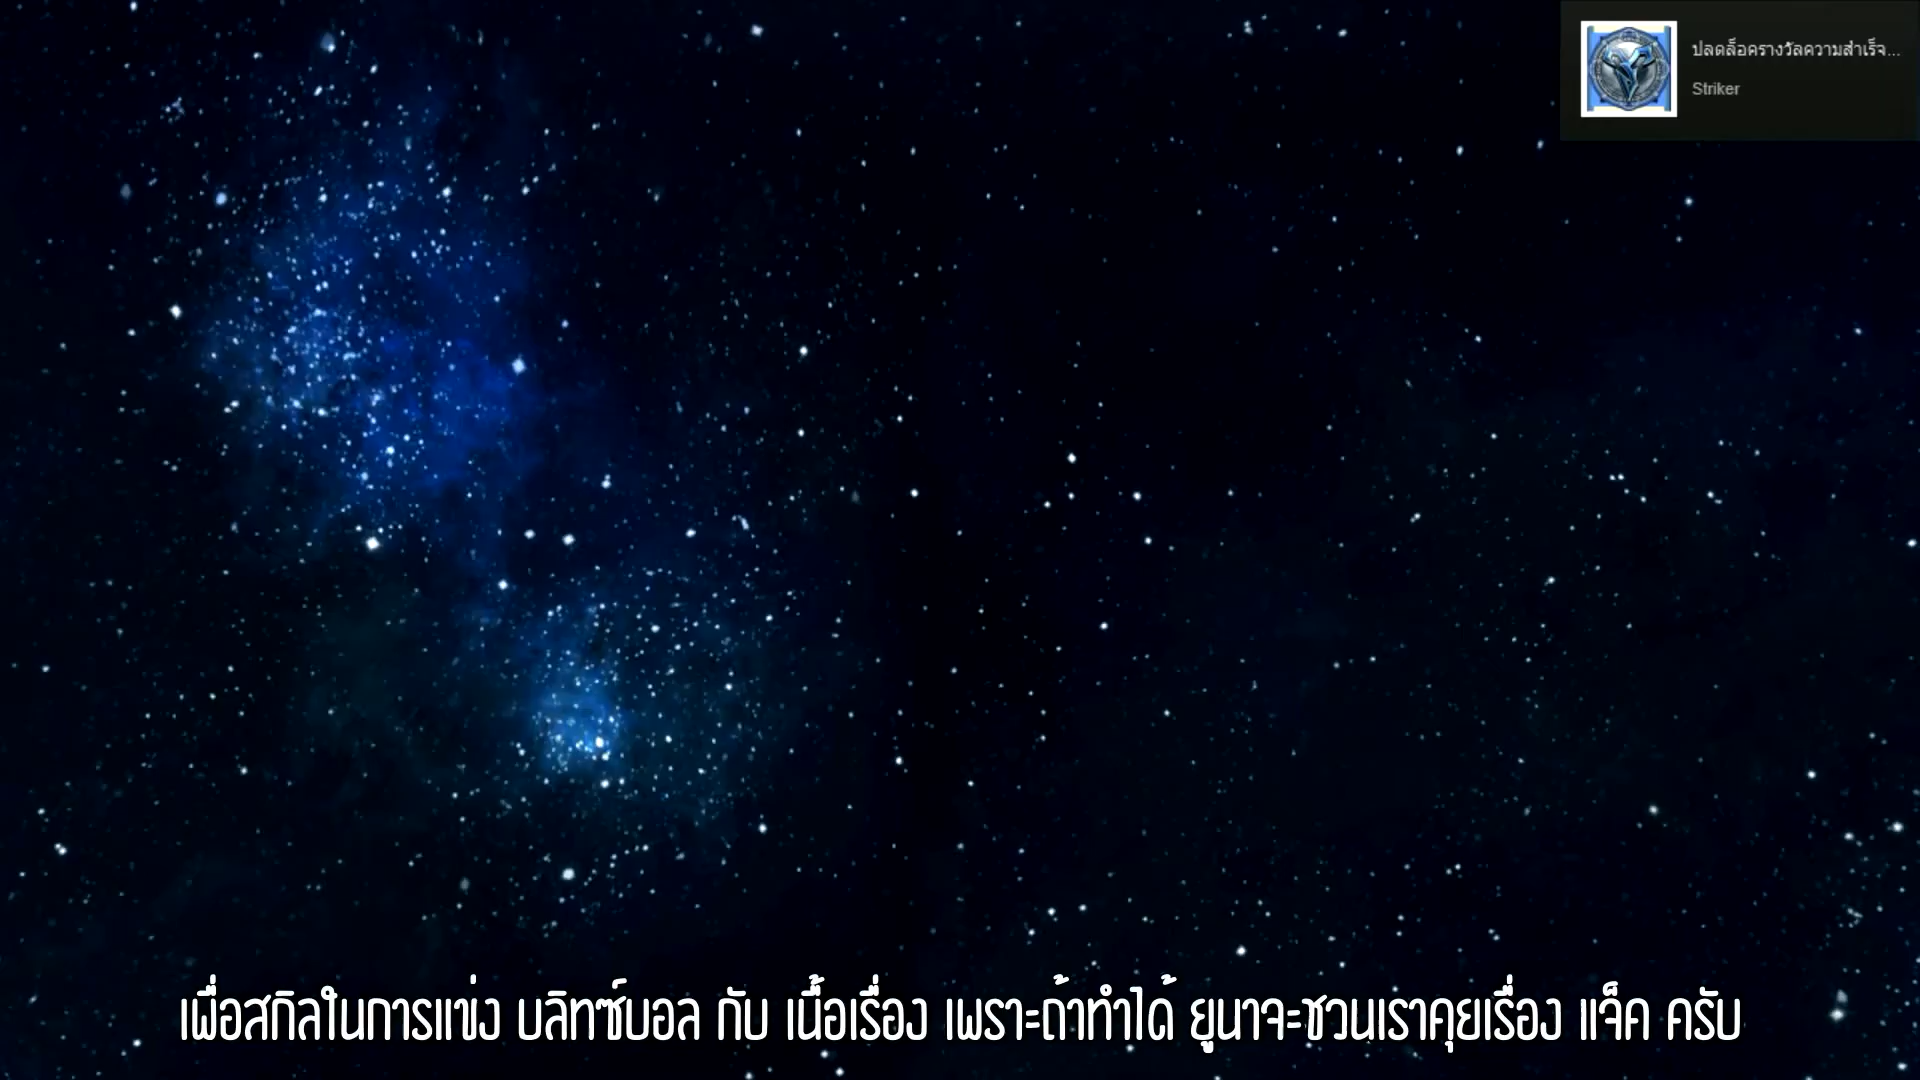 ปลดล็อครางวัลความสำเร็จ...
Striker
เพื่อสกิลในการแข่ง บลิทซ์บอล กับ เนื้อเรื่อง เพราะถ้าทำได้ ยูนาจะชวนเราคุยเรื่อง แจ็ค ครับ